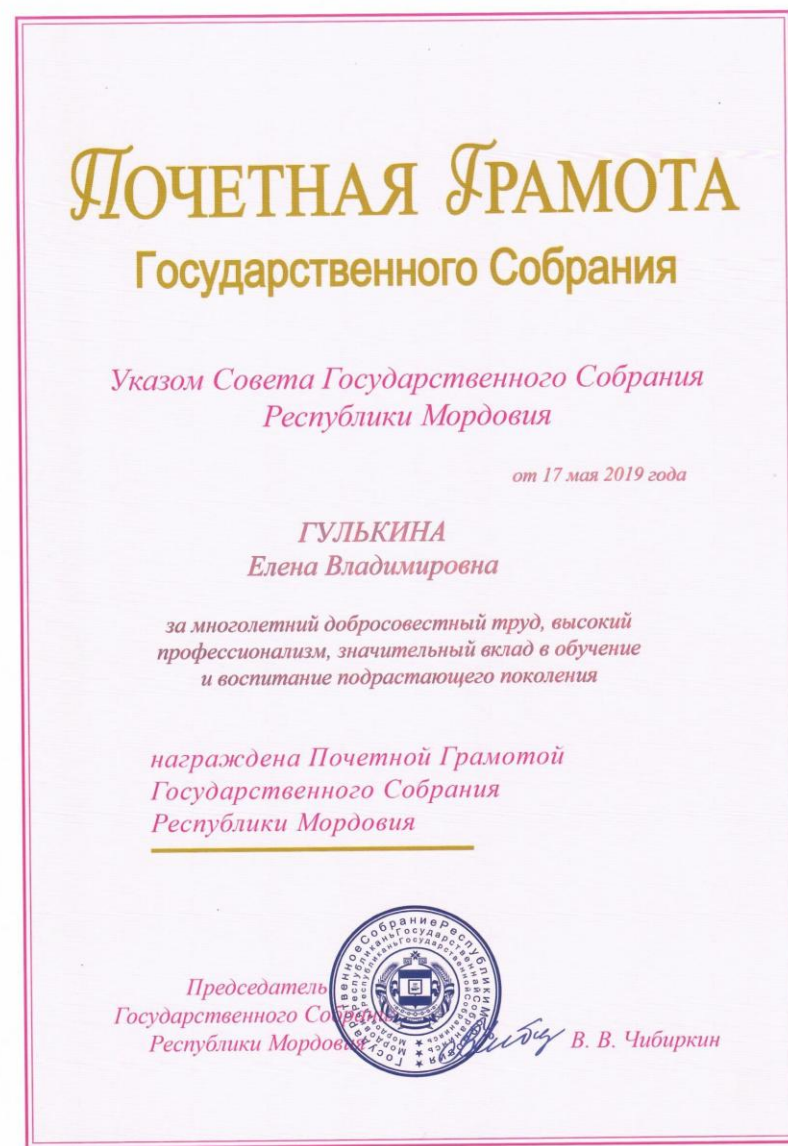 ПОЧЕТНАЯ ГРАМОТА
Государственного Собрания
Указом Совета Государственного Собрания
Республики Мордовия
от 17 мая 2019 года
ГУЛЬКИНА
Елена Владимировна
за многолетний добросовестный труд, высокий
профессионализм, значительный вклад в обучение
и воспитание подрастающего поколения
награждена Почетной Грамотой
Государственного Собрания
Республики Мордовия
Председатель
Государственного Собрания
Республики Мордовия
В. В. Чибиркин